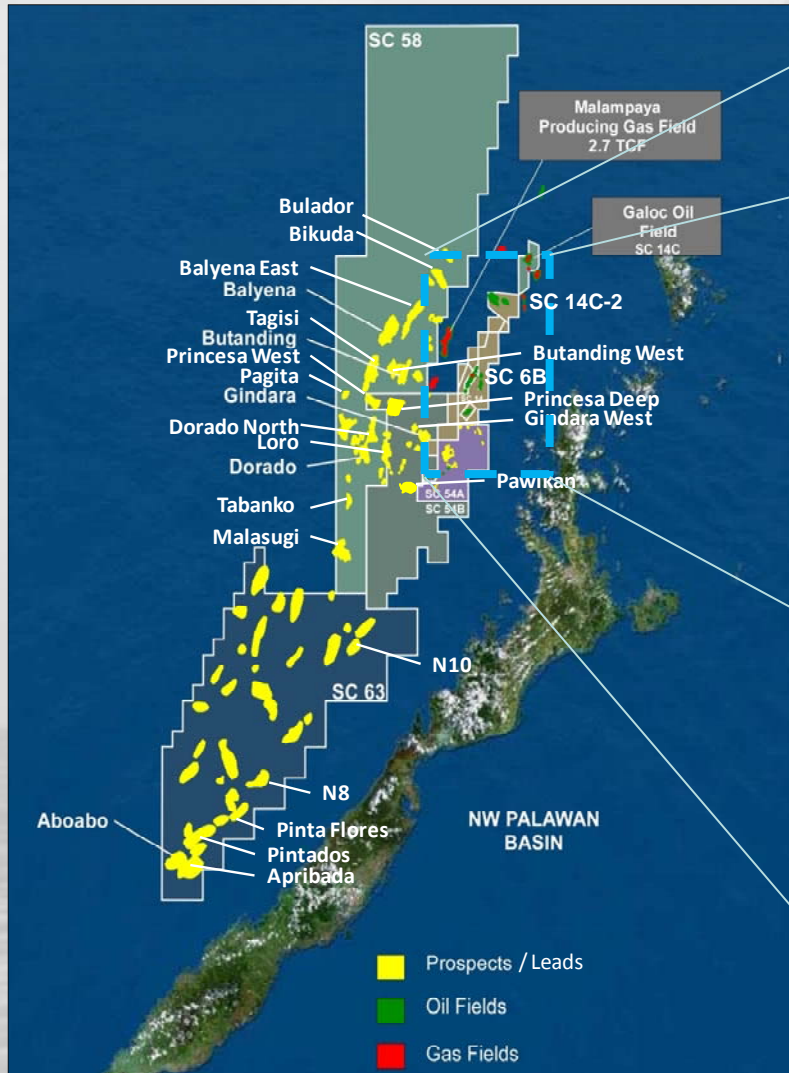 SC 58
Malampaya
Producing Gas Field
2.7 TCF
Galoc Oil
Field
SC 14C
Bulador
Bikuda
Balyena East
Balyena
SC 14C-2
Tagisi
Butanding
Butanding West
Princesa West
SC 6B
Pagita
Princesa Deep
Gindara
Gindara West
Dorado North
Loro
Dorado
Pawikan
SC 54A
SC 54B
Tabanko
Malasugi
N10
SC 63
N8
NW PALAWAN
BASIN
Aboabo
Pinta Flores
Pintados
Apribada
Prospects / Leads
Oil Fields
Gas Fields